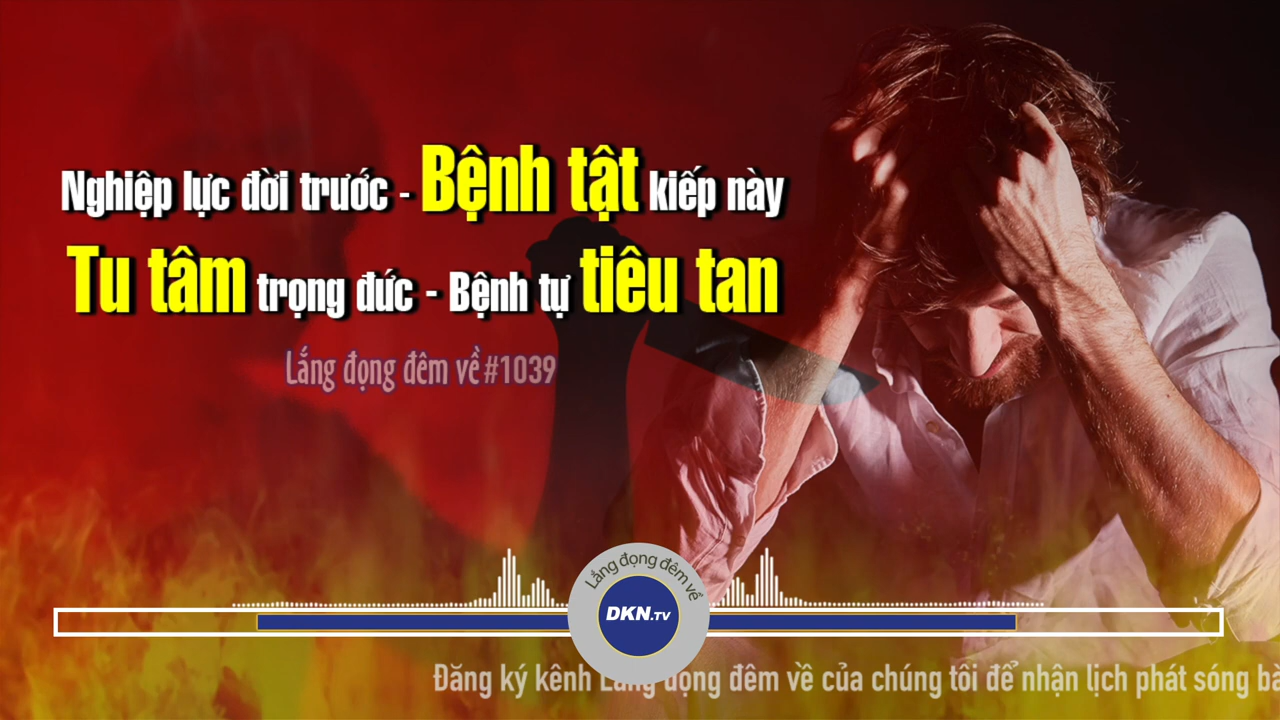 Nghiệp lực đời trước - Bệnh tật kiếp này
Tu tâm trọng đức - Bệnh tự tiêu tan
Lắng đọng đêm về #1039
Lắng đọng đêm về
DKN.TV
Đăng ký kênh Lắng đọng đêm về của chúng tôi để nhận lịch phát sóng